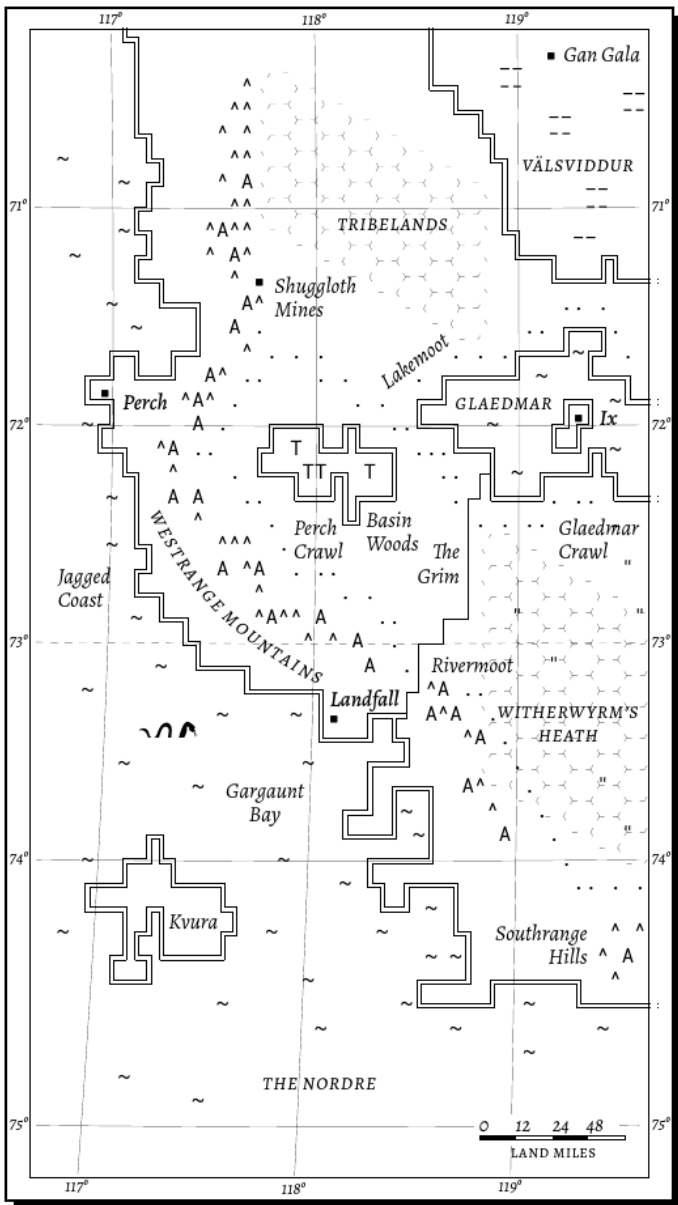 117° 118° 119°
Gan Gala
VÄLSVIDDUR
71° 71°
TRIBELANDS
Shuggloth
Mines
Lakemoot
Perch
GLAEDMAR
Ix
72° 72°
T
TT T
Perch
Crawl
Basin
Woods
The
Grim
Glaedmar
Crawl
WESTRANGE MOUNTAINS
Jagged
Coast
73° 73°
Rivermoot
Landfall
WITHERWYRM'S
HEATH
Gargaunt
Bay
74° 74°
Kvura
Southrange
Hills
THE NORDRE
75° 75°
0 12 24 48
LAND MILES
117° 118° 119°